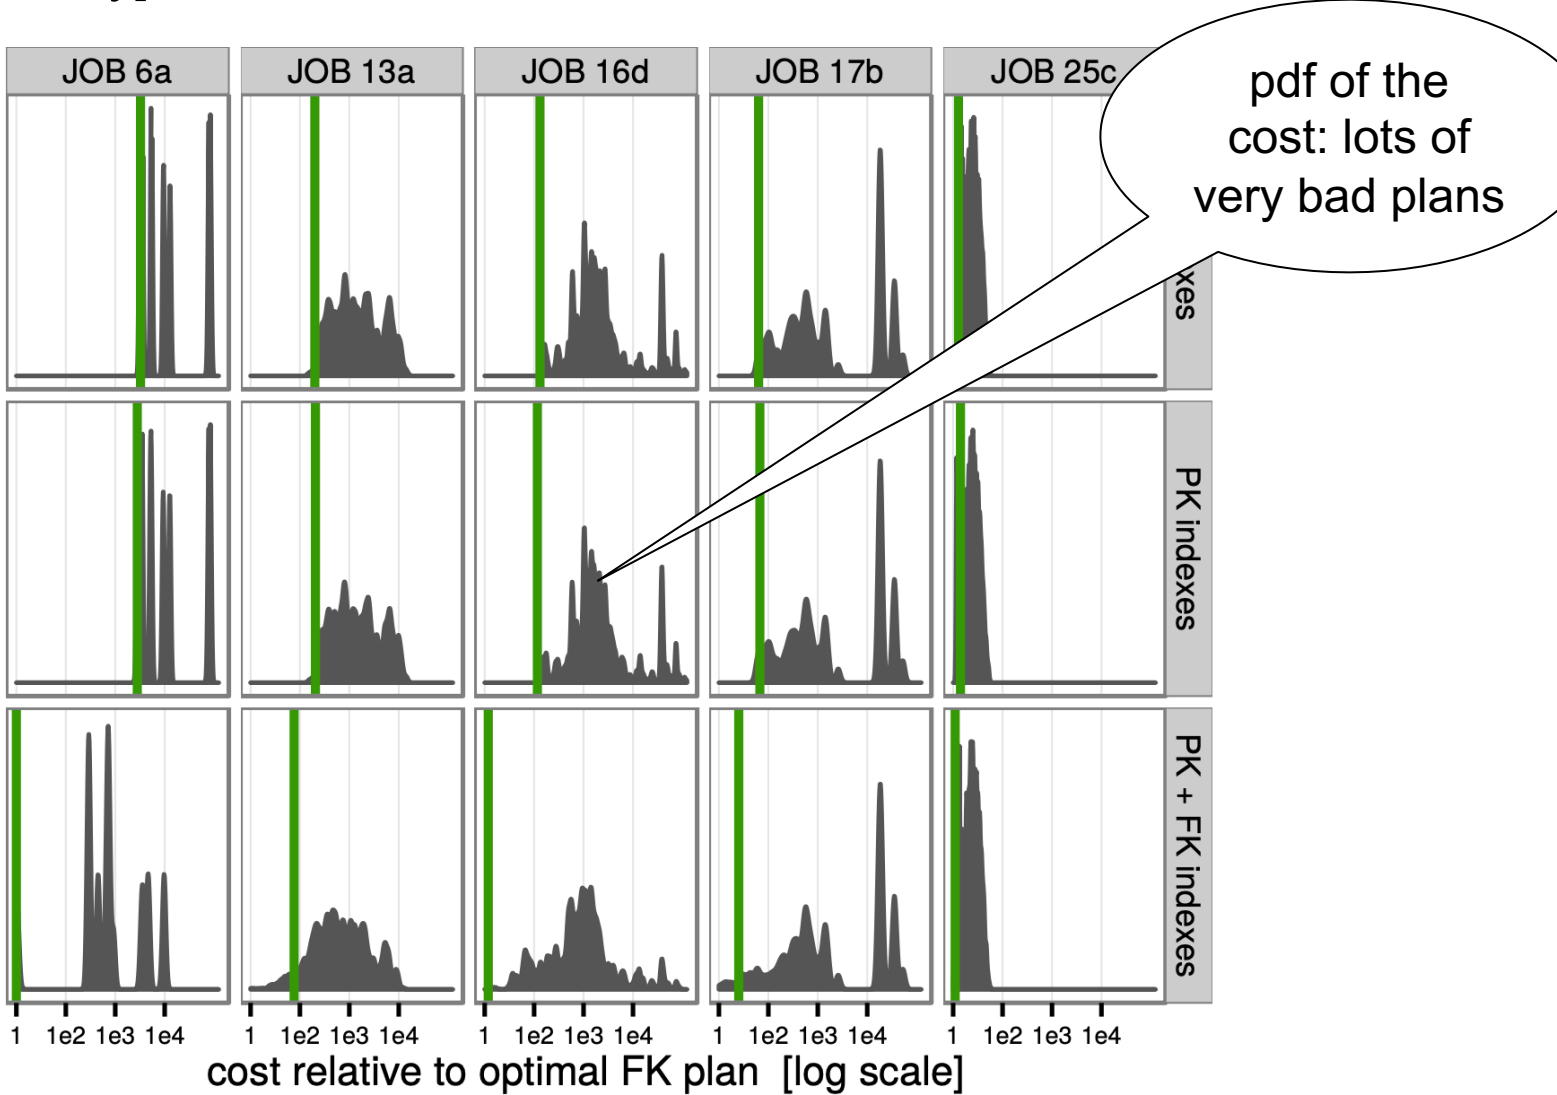 JOB 6a
JOB 13a
JOB 16d
JOB 17b
JOB 25c
pdf of the
cost: lots of
very bad plans
PK indexes
PK + FK indexes
1 1e2 1e3 1e4
1 1e2 1e3 1e4
1 1e2 1e3 1e4
1 1e2 1e3 1e4
1 1e2 1e3 1e4
cost relative to optimal FK plan [log scale]